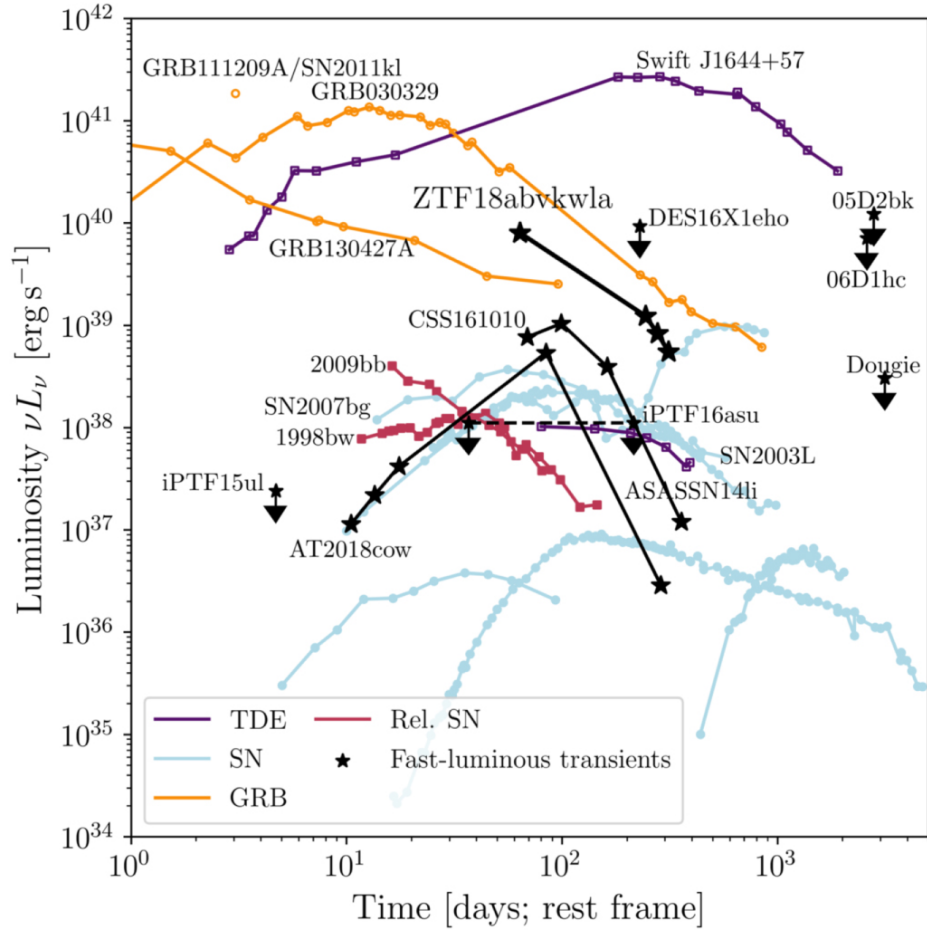 10^42
10^41
10^40
10^39
10^38
10^37
10^36
10^35
10^34
Luminosity νL_ν [erg s^−1]
GRB111209A/SN2011kl
GRB030329
Swift J1644+57
ZTF18abvkwla
DES16X1eho
05D2bk
06D1hc
GRB130427A
CSS161010
2009bb
SN2007bg
1998bw
iPTF16asu
Dougie
SN2003L
iPTF15ul
ASASSN14li
AT2018cow
TDE
SN
GRB
Rel. SN
Fast-luminous transients
10^0
10^1
10^2
10^3
Time [days; rest frame]